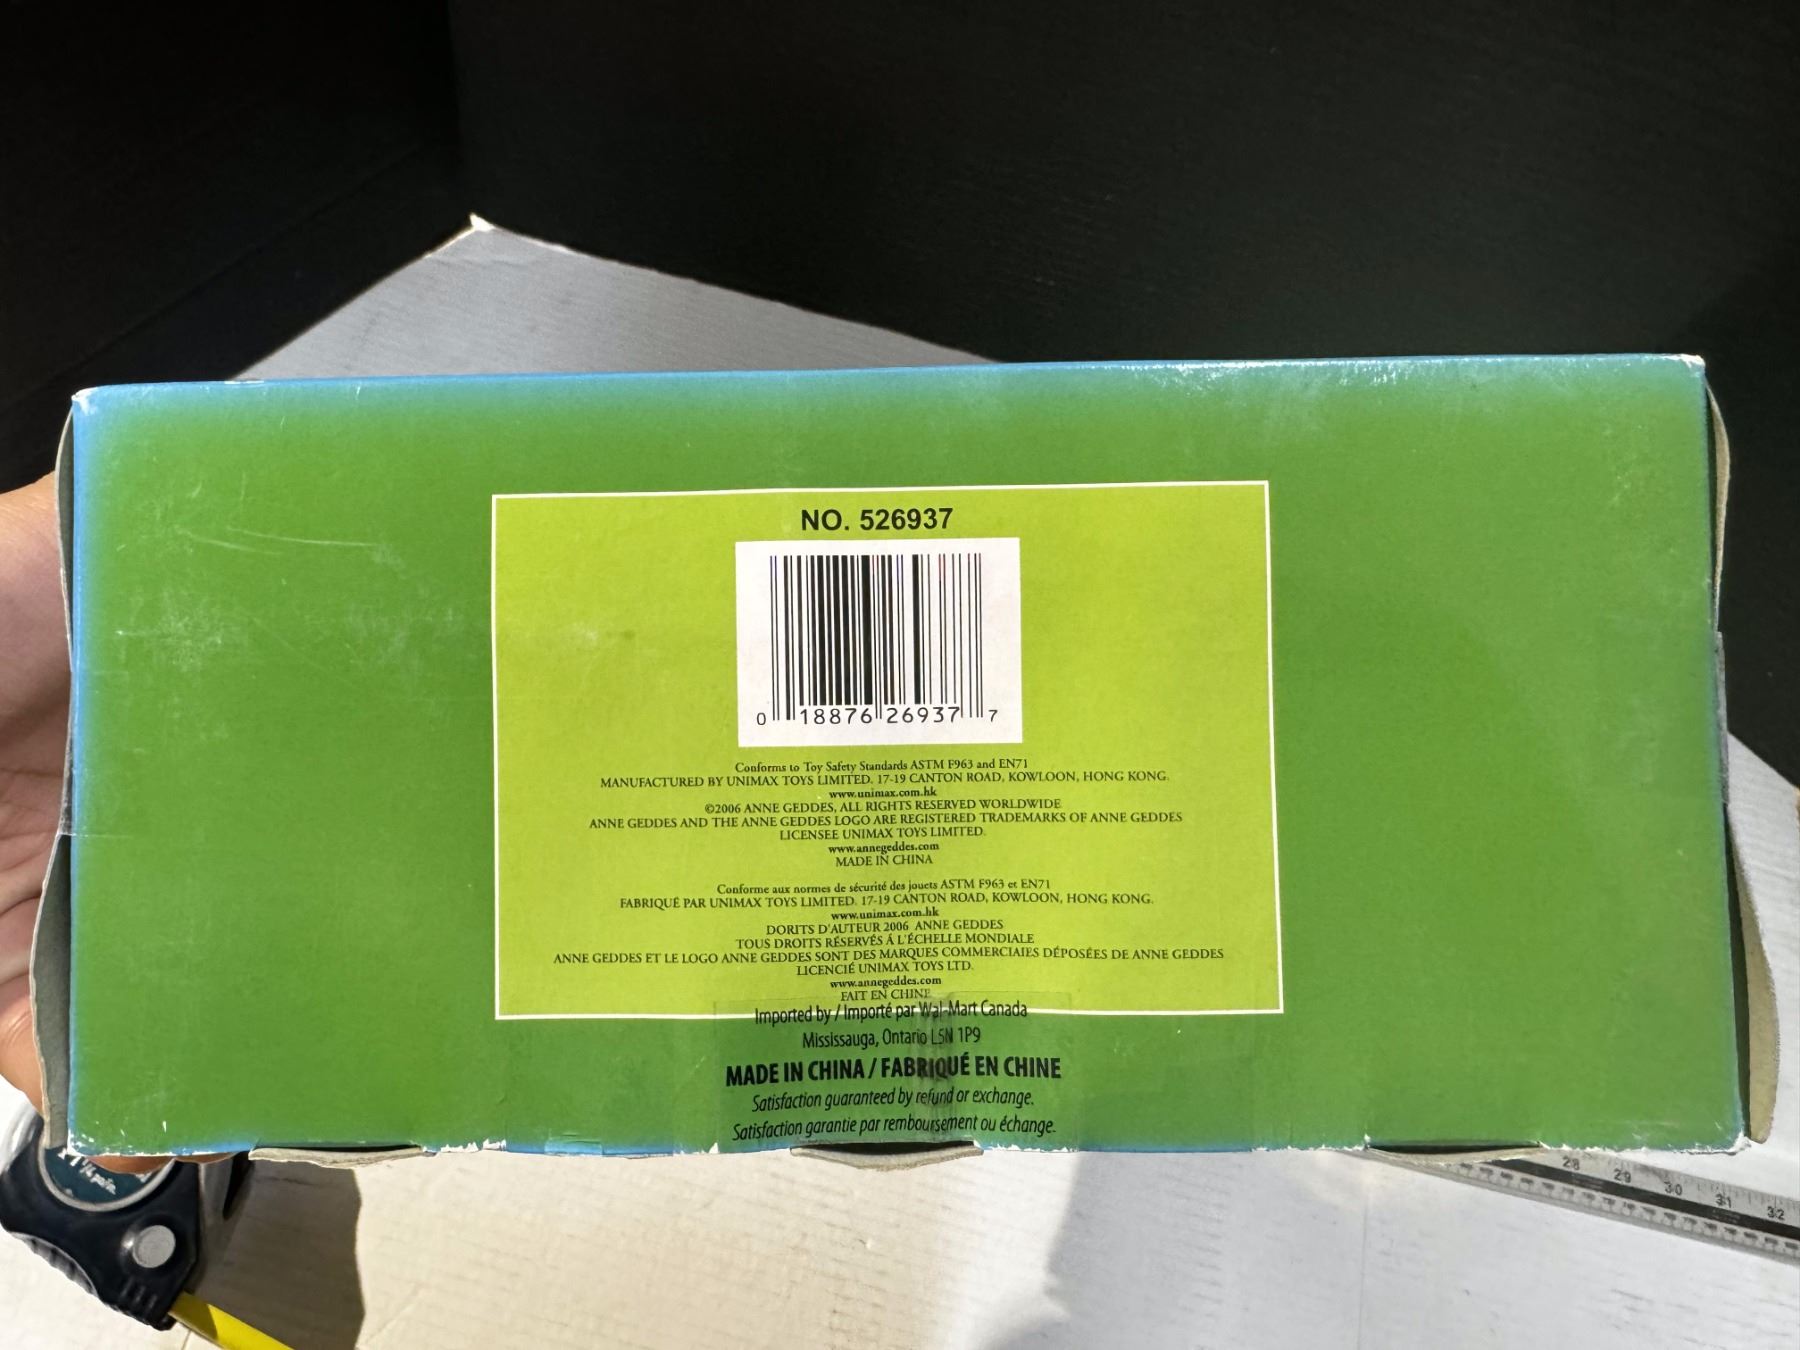 NO. 526937
0 18876 26937 7
Conforms to Toy Safety Standards ASTM F963 and EN71
MANUFACTURED BY UNIMAX TOYS LIMITED. 17-19 CANTON ROAD, KOWLOON, HONG KONG.
www.unimax.com.hk
©2006 ANNE GEDDES, ALL RIGHTS RESERVED WORLDWIDE
ANNE GEDDES AND THE ANNE GEDDES LOGO ARE REGISTERED TRADEMARKS OF ANNE GEDDES
LICENSEE UNIMAX TOYS LIMITED.
www.annegeddes.com
MADE IN CHINA
Conforme aux normes de sécurité des jouets ASTM F963 et EN71
FABRIQUÉ PAR UNIMAX TOYS LIMITED. 17-19 CANTON ROAD, KOWLOON, HONG KONG.
www.unimax.com.hk
DORITS D'AUTEUR 2006 ANNE GEDDES
TOUS DROITS RÉSERVÉS Á L'ÉCHELLE MONDIALE
ANNE GEDDES ET LE LOGO ANNE GEDDES SONT DES MARQUES COMMERCIAIES DÉPOSÉES DE ANNE GEDDES
LICENCIÉ UNIMAX TOYS LTD.
www.annegeddes.com
FAIT EN CHINE
Imported by / Importé par Wal-Mart Canada
Mississauga, Ontario L5N 1P9
MADE IN CHINA / FABRIQUÉ EN CHINE
Satisfaction guaranteed by refund or exchange.
Satisfaction garantie par remboursement ou échange.
28 29 30 31 32